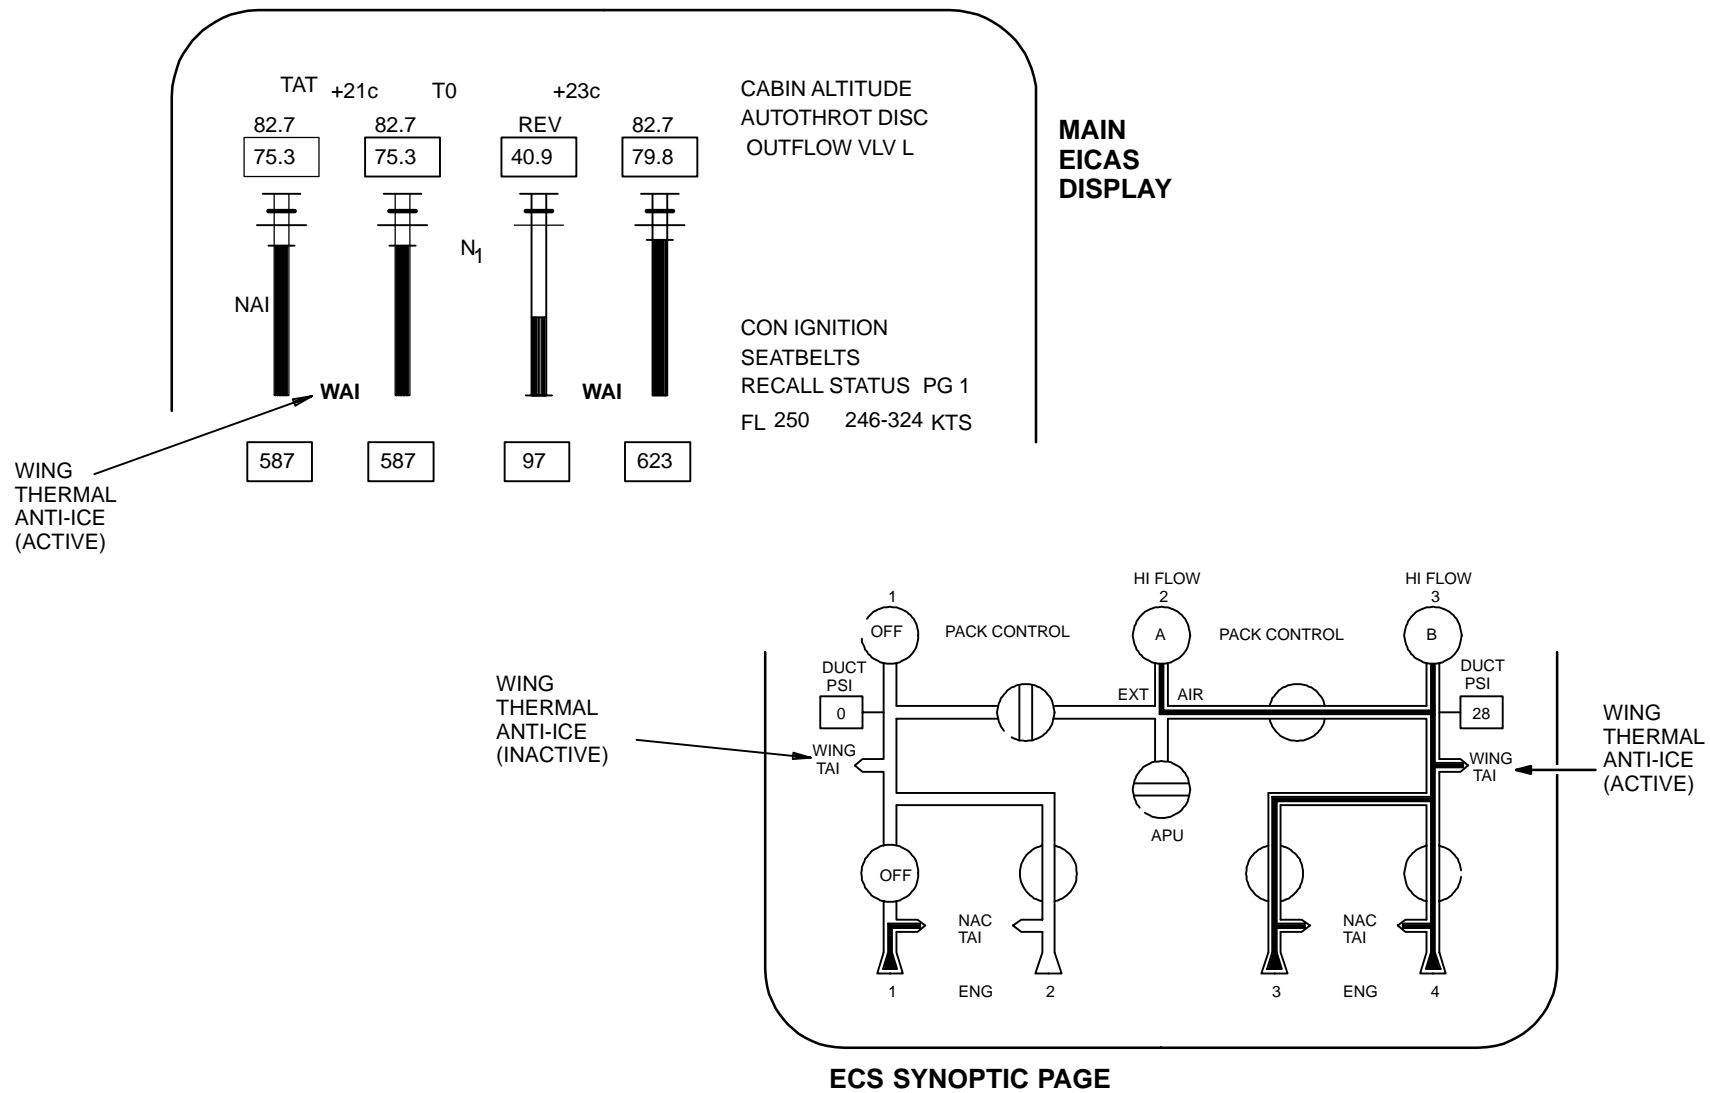 TAT +21c T0 +23c
82.7 82.7 REV 82.7
75.3 75.3 40.9 79.8
CABIN ALTITUDE
AUTOTHROT DISC
OUTFLOW VLV L
MAIN
EICAS
DISPLAY
N1
NAI
WAI WAI
CON IGNITION
SEATBELTS
RECALL STATUS PG 1
FL 250 246-324 KTS
587 587 97 623
WING
THERMAL
ANTI-ICE
(ACTIVE)
HI FLOW HI FLOW
1 2 3
OFF PACK CONTROL A PACK CONTROL B
DUCT
PSI
0
EXT AIR
DUCT
PSI
28
WING
THERMAL
ANTI-ICE
(INACTIVE)
WING
TAI
WING
TAI
WING
THERMAL
ANTI-ICE
(ACTIVE)
APU
OFF
NAC
TAI
NAC
TAI
1 ENG 2 3 ENG 4
ECS SYNOPTIC PAGE